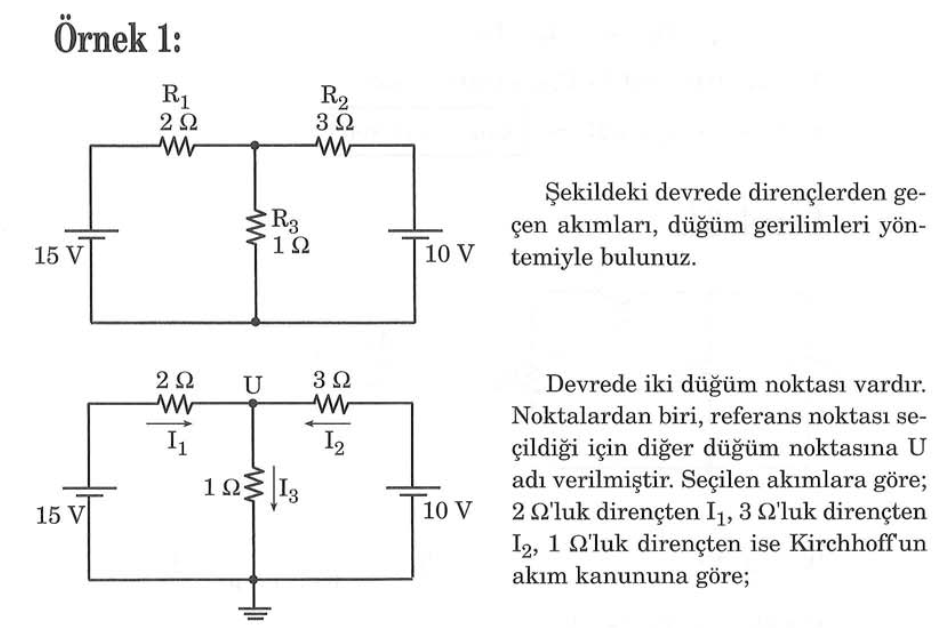 Örnek 1:
R₁
2 Ω
R₂
3 Ω
R₃
1 Ω
15 V
10 V
Şekildeki devrede dirençlerden ge-
çen akımları, düğüm gerilimleri yön-
temiyle bulunuz.
2 Ω
U
3 Ω
I₁
I₂
1 Ω
I₃
15 V
10 V
Devrede iki düğüm noktası vardır.
Noktalardan biri, referans noktası se-
çildiği için diğer düğüm noktasına U
adı verilmiştir. Seçilen akımlara göre;
2 Ω'luk dirençten I₁, 3 Ω'luk dirençten
I₂, 1 Ω'luk dirençten ise Kirchhoff'un
akım kanununa göre;